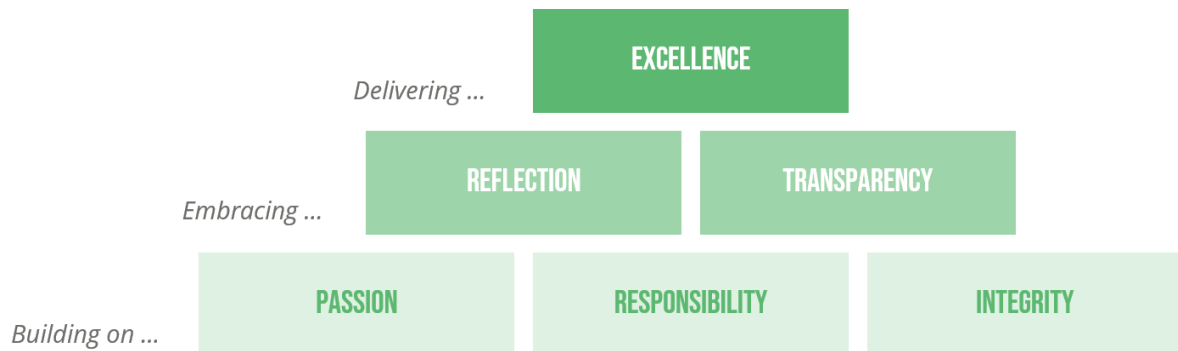 EXCELLENCE
Delivering ...
REFLECTION TRANSPARENCY
Embracing ...
PASSION RESPONSIBILITY INTEGRITY
Building on ...